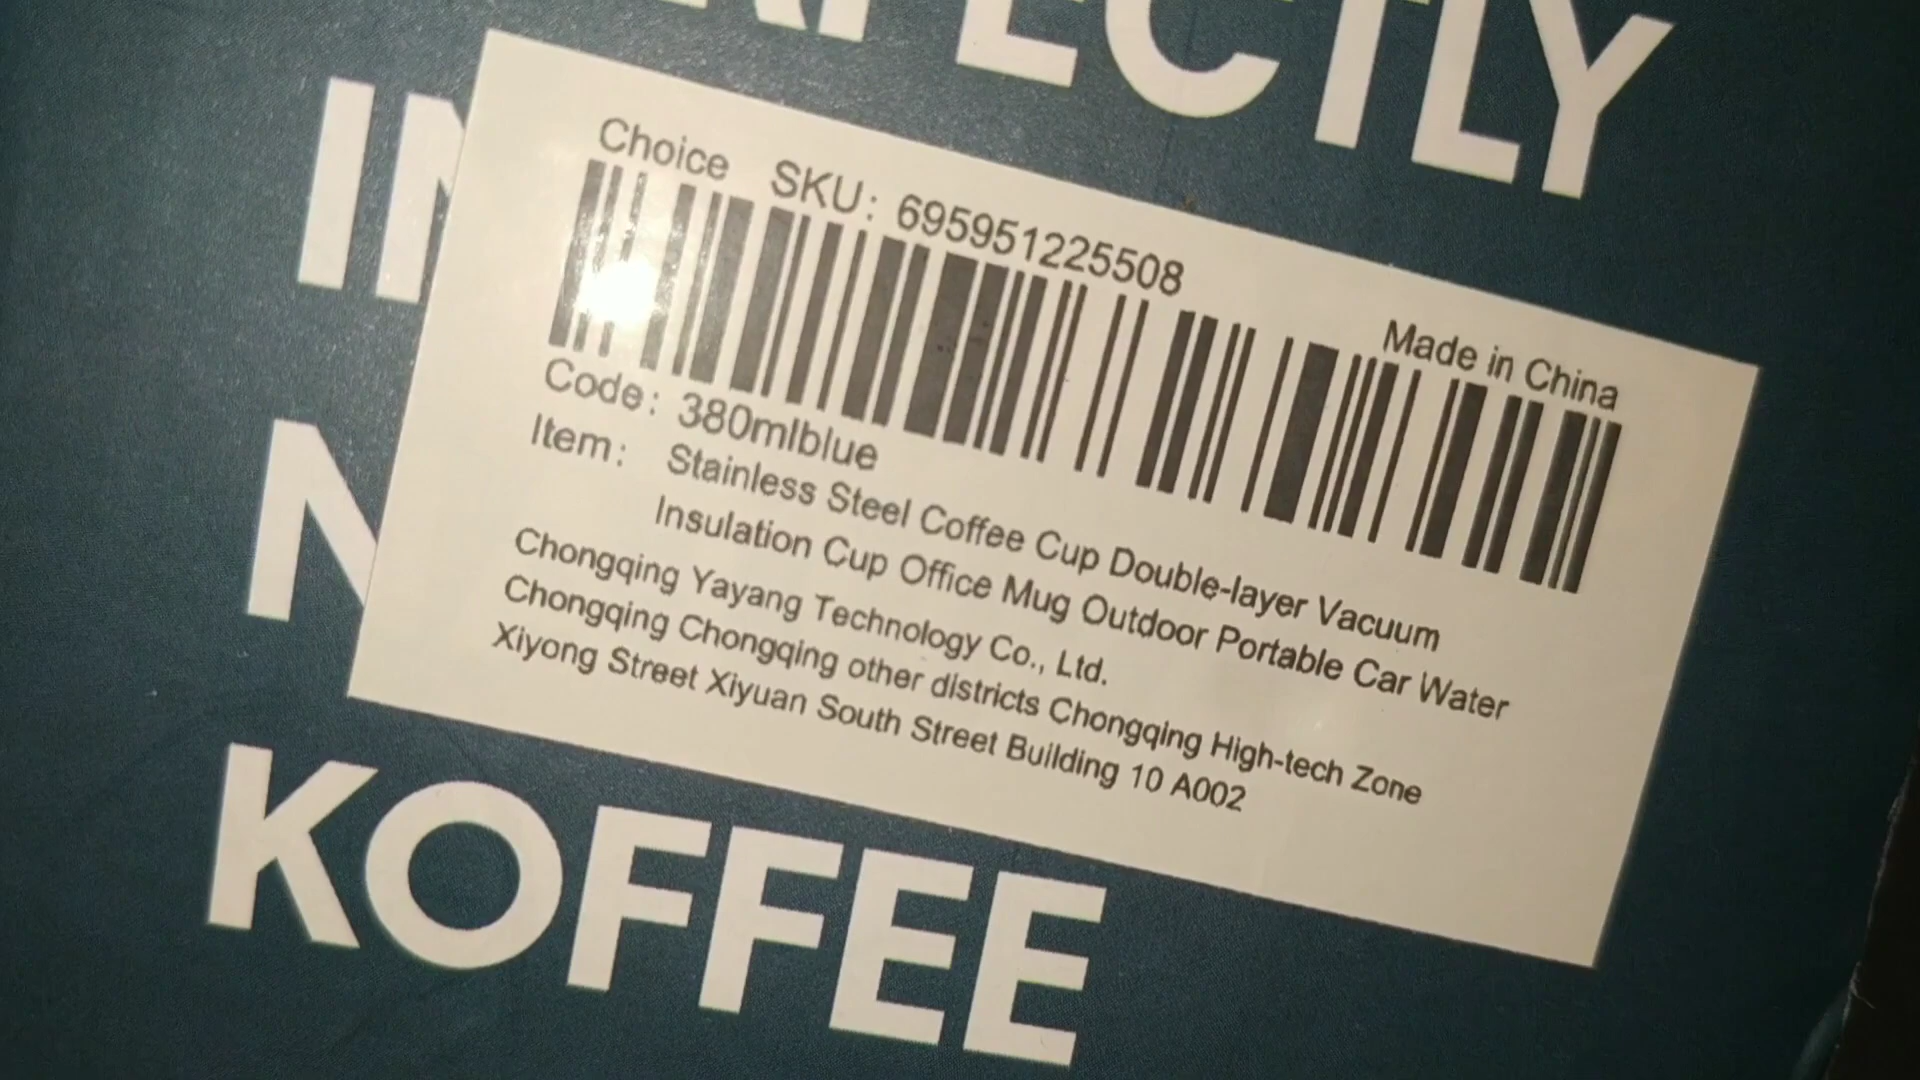 Choice SKU: 695951225508
Made in China
Code: 380mlblue
Item: Stainless Steel Coffee Cup Double-layer Vacuum
Insulation Cup Office Mug Outdoor Portable Car Water
Chongqing Yayang Technology Co., Ltd.
Chongqing Chongqing other districts Chongqing High-tech Zone
Xiyong Street Xiyuan South Street Building 10 A002
KOFFEE